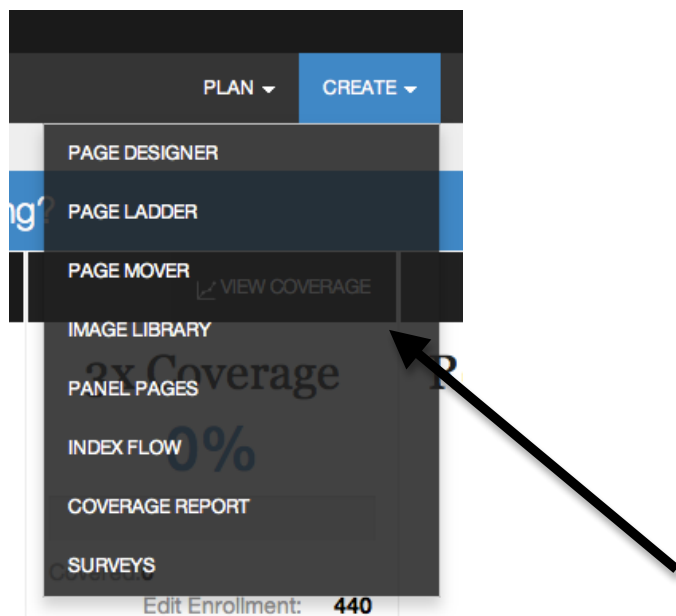 PLAN CREATE
PAGE DESIGNER
ng?
PAGE LADDER
PAGE MOVER
VIEW COVERAGE
IMAGE LIBRARY
3x Coverage
PANEL PAGES
INDEX FLOW
0%
COVERAGE REPORT
SURVEYS
Covered:0
Edit Enrollment: 440